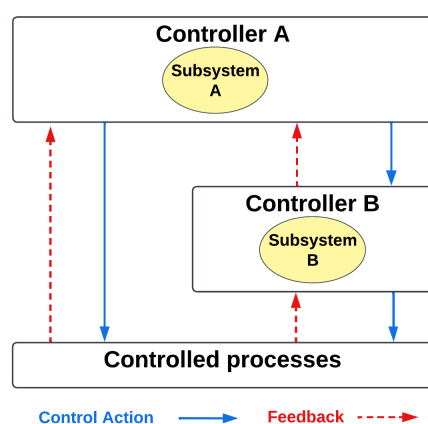 Controller A
Subsystem
A
Controller B
Subsystem
B
Controlled processes
Control Action
Feedback